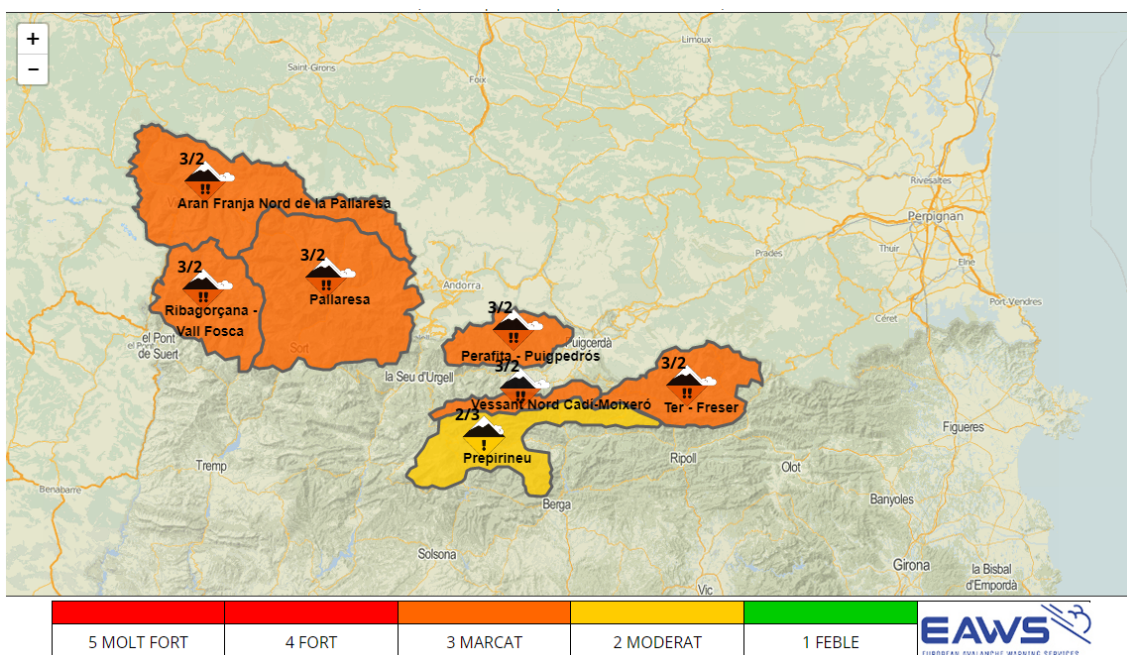 +
−
Limoux
Saint-Girons
Foix
3/2
Aran Franja Nord de la Pallaresa
Rivesaltes
Perpignan
3/2
3/2
Thuir
Elne
Prades
Pallaresa
Andorra
Port-Vendres
Ribagorçana -
Vall Fosca
3/2
Céret
el Pont
de Suert
Sort
Puigcerdà
Perafita - Puigpedrós
3/2
3/2
la Seu d'Urgell
Vessant Nord Cadí-Moixeró
Ter - Freser
2/3
Figueres
Prepirineu
Tremp
Ripoll
Olot
Benabarre
Banyoles
Berga
Solsona
Girona
la Bisbal
d'Empordà
Vic
5 MOLT FORT
4 FORT
3 MARCAT
2 MODERAT
1 FEBLE
EAWS
EUROPEAN AVALANCHE WARNING SERVICES